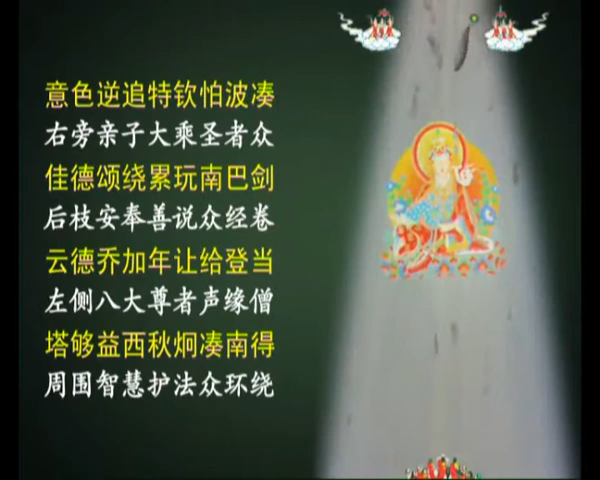 意色逆追特钦怕波凑
右旁亲子大乘圣者众
佳德颂绕累玩南巴剑
后枝安奉善说众经卷
云德乔加年让给登当
左侧八大尊者声缘僧
塔够益西秋炯凑南得
周围智慧护法众环绕